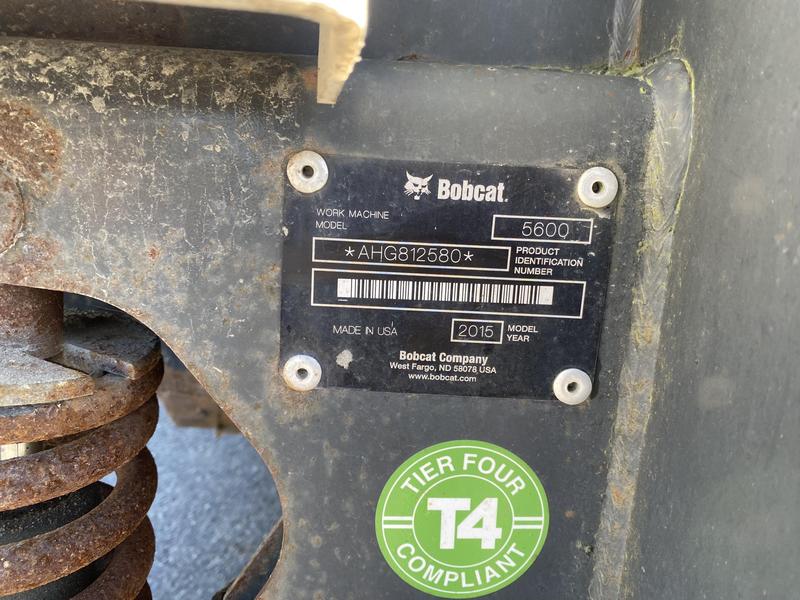 Bobcat.
WORK MACHINE
MODEL
5600
*AHG812580*
PRODUCT
IDENTIFICATION
NUMBER
MADE IN USA
2015
MODEL
YEAR
Bobcat Company
West Fargo, ND 58078 USA
www.bobcat.com
TIER FOUR
T4
COMPLIANT